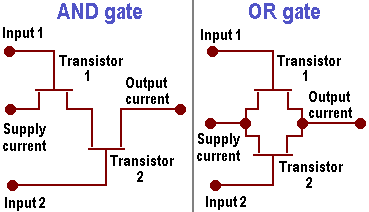 AND gate
Input 1
Transistor
1
Output
current
Supply
current
Transistor
2
Input 2
OR gate
Input 1
Transistor
1
Output
current
Supply
current
Transistor
2
Input 2